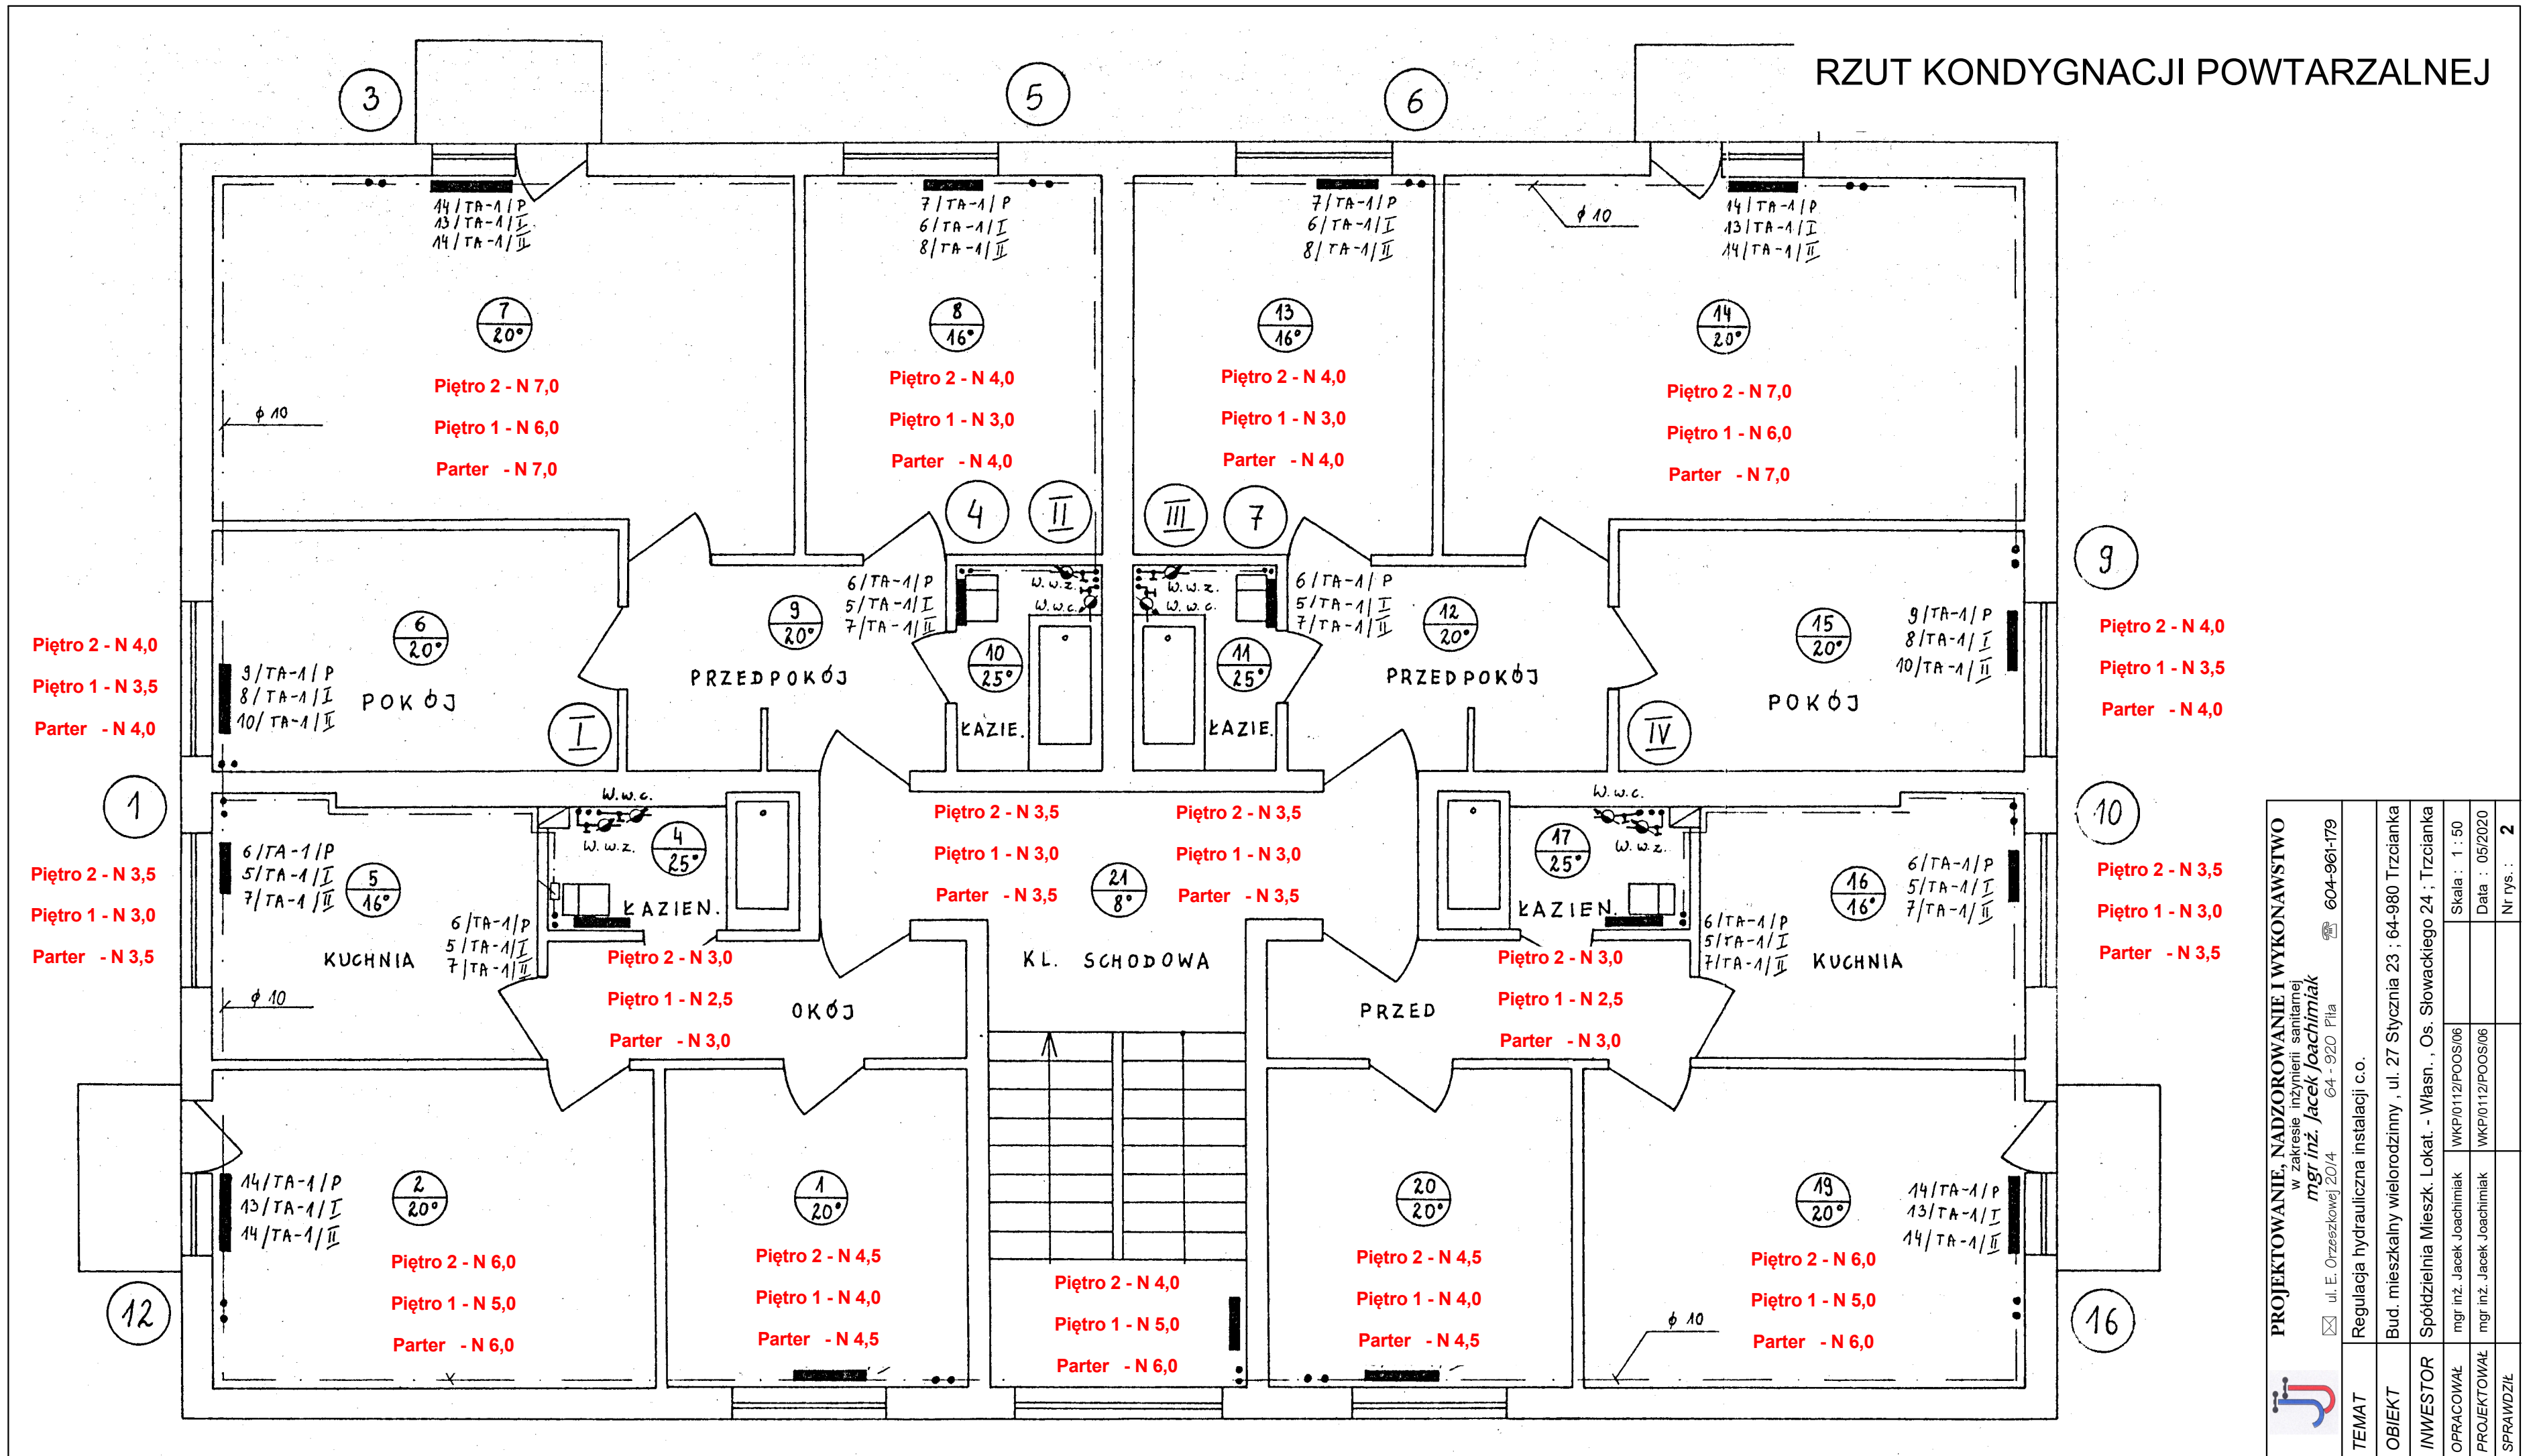 RZUT KONDYGNACJI POWTARZALNEJ
3
5
6
14/TA-1/P
13/TA-1/I
14/TA-1/II
7/TA-1/P
6/TA-1/I
8/TA-1/II
7/TA-1/P
6/TA-1/I
8/TA-1/II
ϕ 10
14/TA-1/P
13/TA-1/I
14/TA-1/II
7
20°
Piętro 2 - N 7,0
Piętro 1 - N 6,0
Parter - N 7,0
ϕ 10
8
16°
Piętro 2 - N 4,0
Piętro 1 - N 3,0
Parter - N 4,0
13
16°
Piętro 2 - N 4,0
Piętro 1 - N 3,0
Parter - N 4,0
14
20°
Piętro 2 - N 7,0
Piętro 1 - N 6,0
Parter - N 7,0
4
II
III
7
9
Piętro 2 - N 4,0
Piętro 1 - N 3,5
Parter - N 4,0
9/TA-1/P
8/TA-1/I
10/TA-1/II
6
20°
POKÓJ
I
9
20°
PRZEDPOKÓJ
6/TA-1/P
5/TA-1/I
7/TA-1/II
W.w.z.
W.w.c.
10
25°
ŁAZIE.
W.w.z.
W.w.c.
11
25°
ŁAZIE.
6/TA-1/P
5/TA-1/I
7/TA-1/II
12
20°
PRZEDPOKÓJ
IV
15
20°
POKÓJ
9/TA-1/P
8/TA-1/I
10/TA-1/II
Piętro 2 - N 4,0
Piętro 1 - N 3,5
Parter - N 4,0
1
10
Piętro 2 - N 3,5
Piętro 1 - N 3,0
Parter - N 3,5
6/TA-1/P
5/TA-1/I
7/TA-1/II
5
16°
KUCHNIA
ϕ 10
6/TA-1/P
5/TA-1/I
7/TA-1/II
W.w.c.
W.w.z.
4
25°
ŁAZIEN.
Piętro 2 - N 3,0
Piętro 1 - N 2,5
Parter - N 3,0
OKÓJ
Piętro 2 - N 3,5
Piętro 1 - N 3,0
Parter - N 3,5
Piętro 2 - N 3,5
Piętro 1 - N 3,0
Parter - N 3,5
21
8°
KL. SCHODOWA
W.w.c.
W.w.z.
17
25°
ŁAZIEN.
PRZED
Piętro 2 - N 3,0
Piętro 1 - N 2,5
Parter - N 3,0
6/TA-1/P
5/TA-1/I
7/TA-1/II
KUCHNIA
16
16°
6/TA-1/P
5/TA-1/I
7/TA-1/II
Piętro 2 - N 3,5
Piętro 1 - N 3,0
Parter - N 3,5
14/TA-1/P
13/TA-1/I
14/TA-1/II
2
20°
Piętro 2 - N 6,0
Piętro 1 - N 5,0
Parter - N 6,0
12
1
20°
Piętro 2 - N 4,5
Piętro 1 - N 4,0
Parter - N 4,5
Piętro 2 - N 4,0
Piętro 1 - N 5,0
Parter - N 6,0
20
20°
Piętro 2 - N 4,5
Piętro 1 - N 4,0
Parter - N 4,5
19
20°
Piętro 2 - N 6,0
Piętro 1 - N 5,0
Parter - N 6,0
14/TA-1/P
13/TA-1/I
14/TA-1/II
ϕ 10
16
PROJEKTOWANIE, NADZOROWANIE I WYKONAWSTWO
w zakresie inżynierii sanitarnej
mgr inż. Jacek Joachimiak
ul. E. Orzeszkowej 20/4 64 - 920 Piła 604-961-179
TEMAT Regulacja hydrauliczna instalacji c.o.
OBIEKT Bud. mieszkalny wielorodzinny , ul. 27 Stycznia 23 ; 64-980 Trzcianka
INWESTOR Spółdzielnia Mieszk. Lokat. - Własn. , Os. Słowackiego 24 ; Trzcianka
OPRACOWAŁ mgr inż. Jacek Joachimiak WKP/0112/POOS/06 Skala : 1 : 50
PROJEKTOWAŁ mgr inż. Jacek Joachimiak WKP/0112/POOS/06 Data : 05/2020
SPRAWDZIŁ Nr rys. : 2